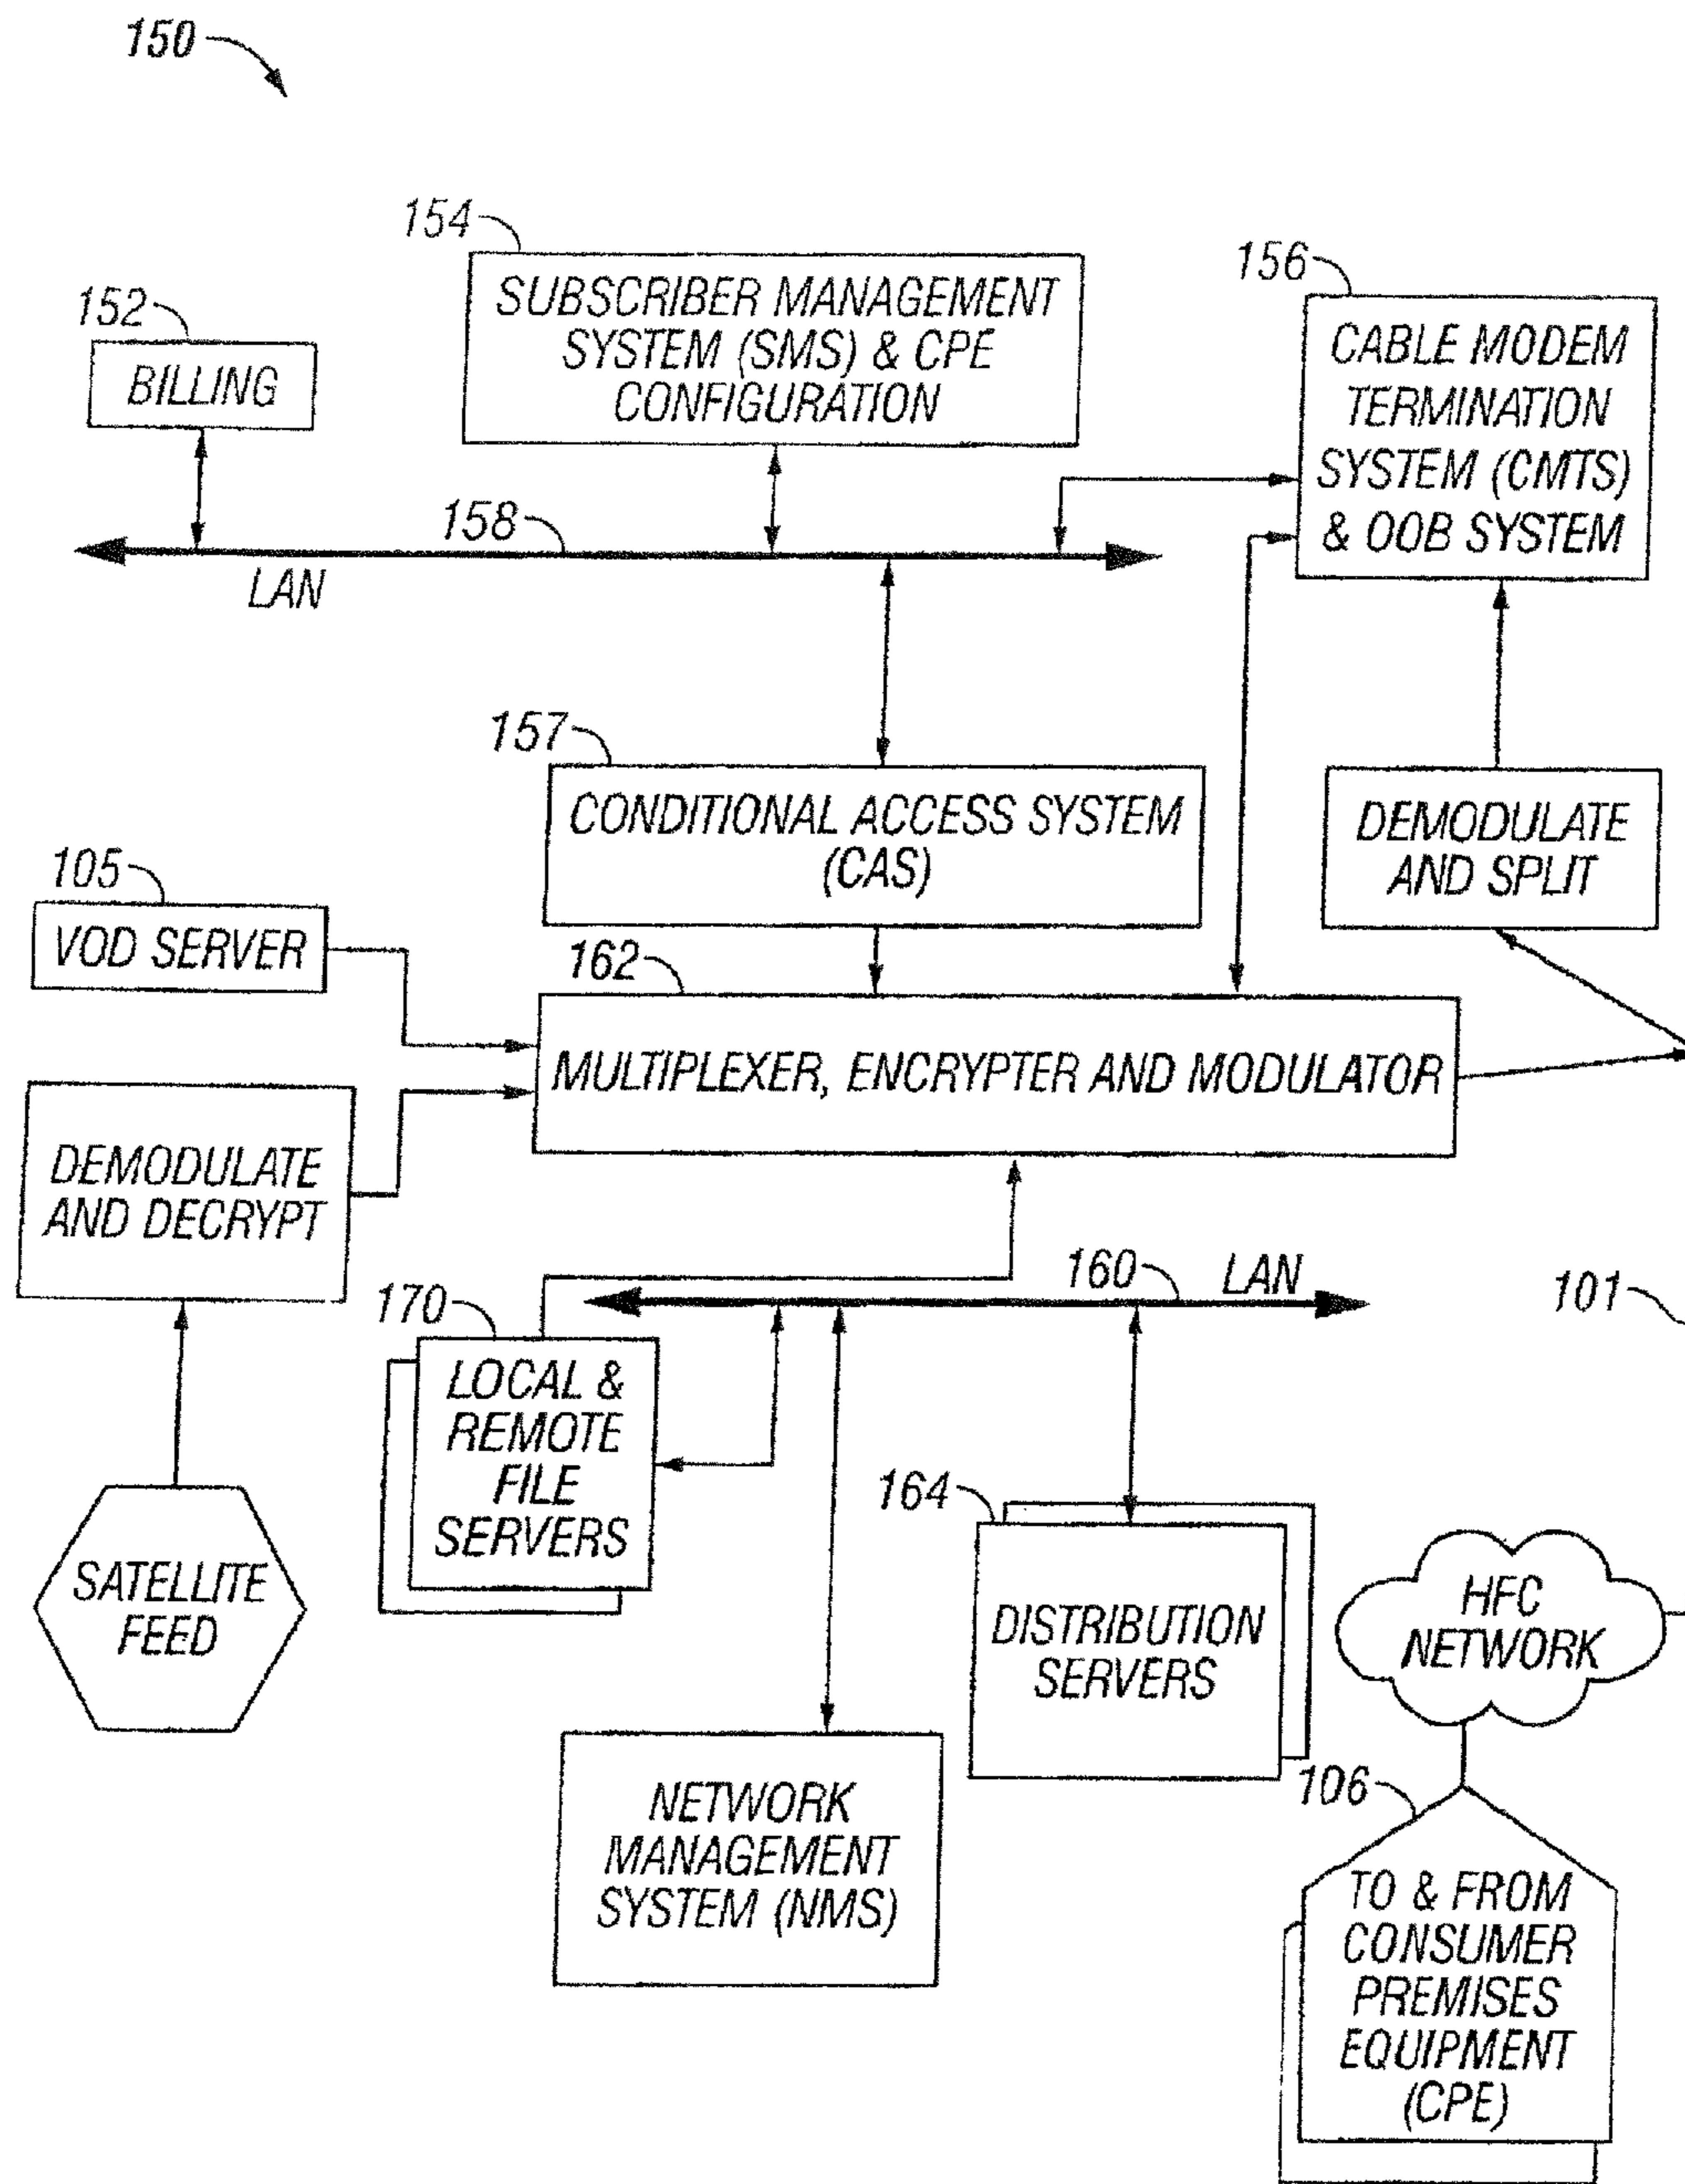 150
154
SUBSCRIBER MANAGEMENT
SYSTEM (SMS) & CPE
CONFIGURATION
156
CABLE MODEM
TERMINATION
SYSTEM (CMTS)
& OOB SYSTEM
152
BILLING
158
LAN
157
CONDITIONAL ACCESS SYSTEM
(CAS)
DEMODULATE
AND SPLIT
105
VOD SERVER
162
MULTIPLEXER, ENCRYPTER AND MODULATOR
DEMODULATE
AND DECRYPT
160
LAN
101
170
LOCAL &
REMOTE
FILE
SERVERS
164
DISTRIBUTION
SERVERS
SATELLITE
FEED
HFC
NETWORK
NETWORK
MANAGEMENT
SYSTEM (NMS)
106
TO & FROM
CONSUMER
PREMISES
EQUIPMENT
(CPE)